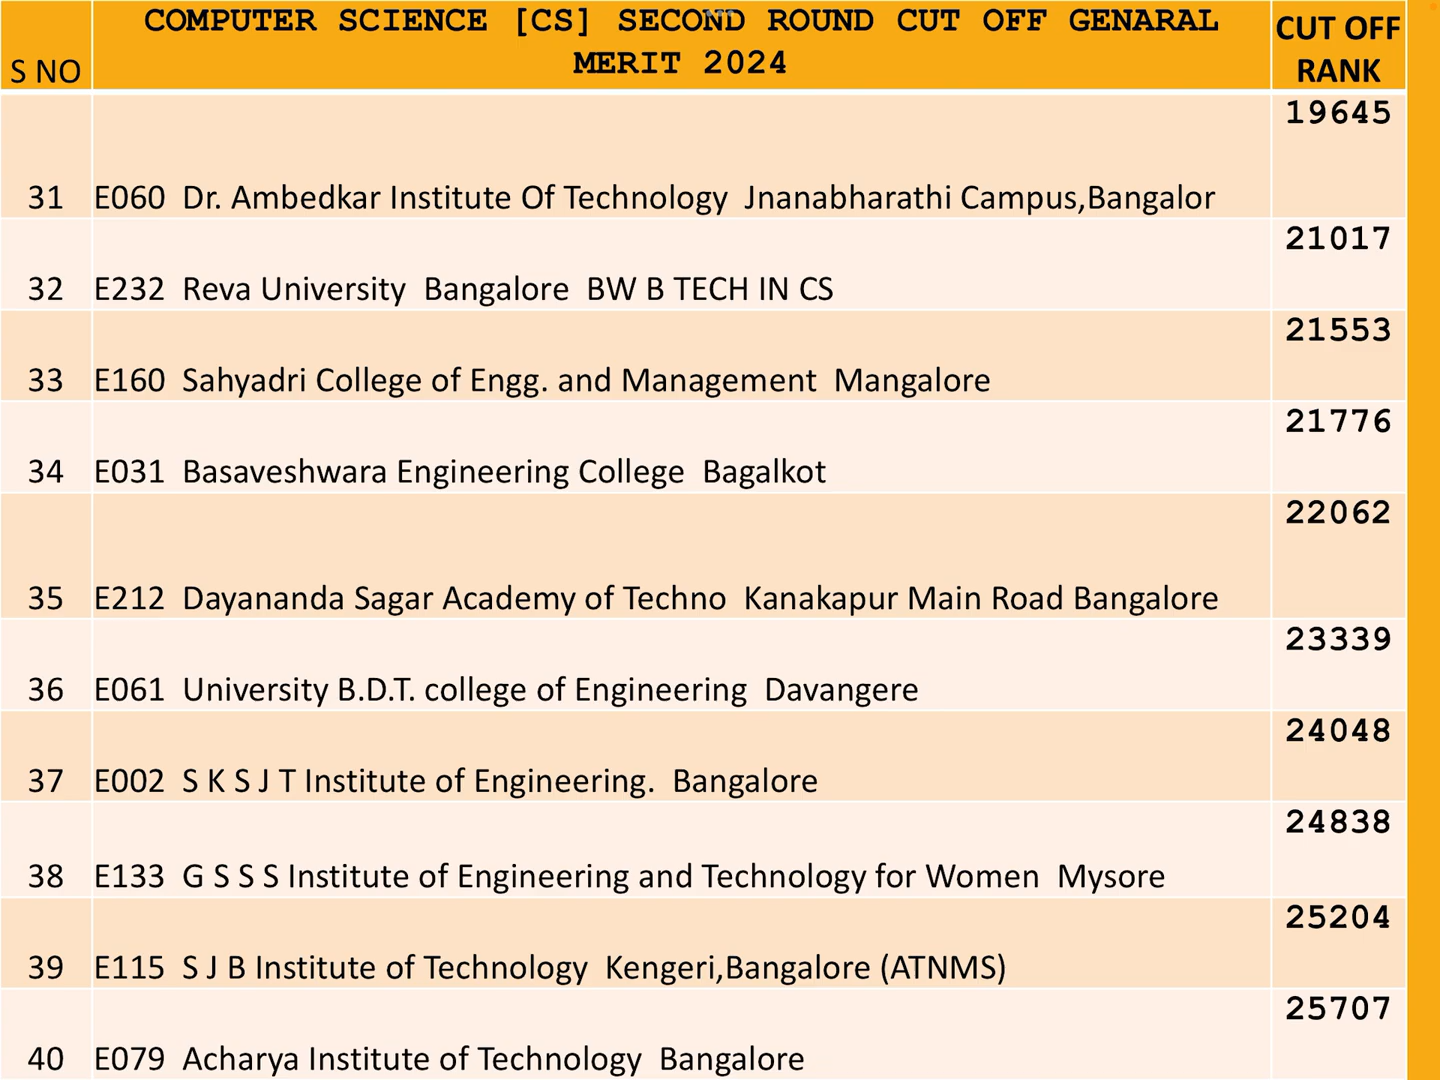 S NO
COMPUTER SCIENCE [CS] SECOND ROUND CUT OFF GENARAL
MERIT 2024
CUT OFF
RANK
31 E060 Dr. Ambedkar Institute Of Technology Jnanabharathi Campus,Bangalor 19645
32 E232 Reva University Bangalore BW B TECH IN CS 21017
33 E160 Sahyadri College of Engg. and Management Mangalore 21553
34 E031 Basaveshwara Engineering College Bagalkot 21776
35 E212 Dayananda Sagar Academy of Techno Kanakapur Main Road Bangalore 22062
36 E061 University B.D.T. college of Engineering Davangere 23339
37 E002 S K S J T Institute of Engineering. Bangalore 24048
38 E133 G S S S Institute of Engineering and Technology for Women Mysore 24838
39 E115 S J B Institute of Technology Kengeri,Bangalore (ATNMS) 25204
40 E079 Acharya Institute of Technology Bangalore 25707